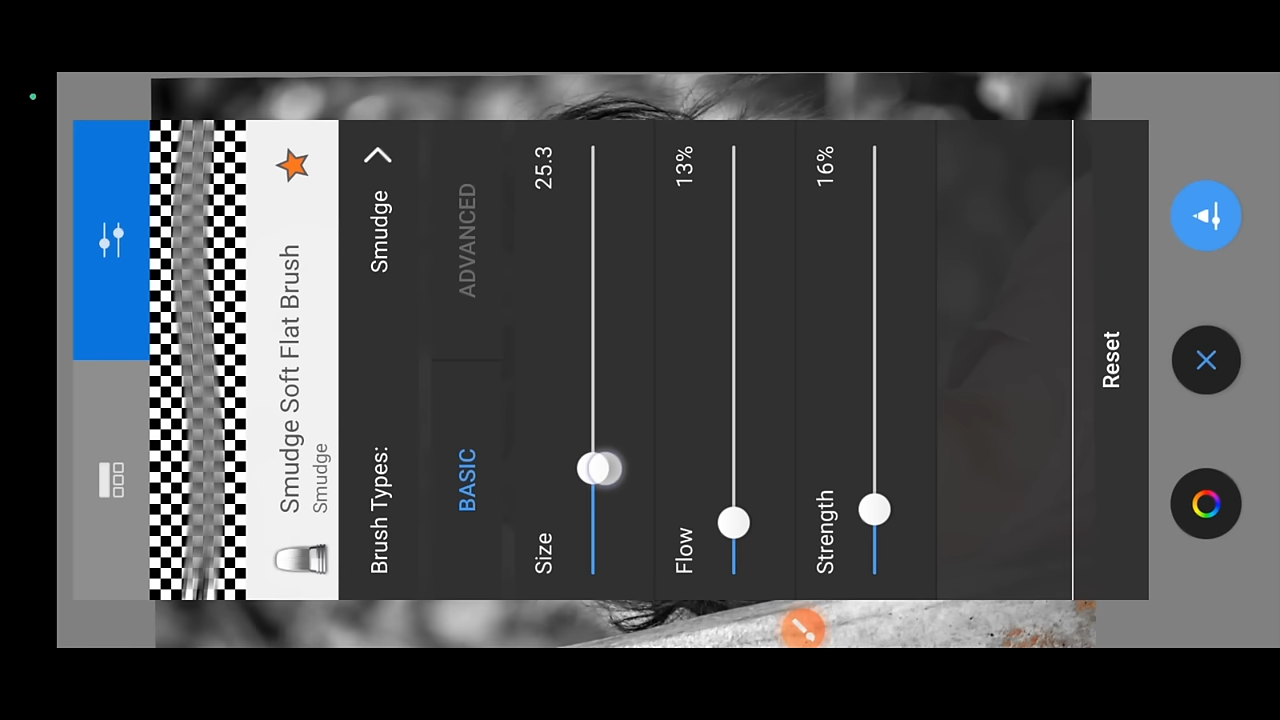 Smudge Soft Flat Brush
Smudge
Brush Types: Smudge
BASIC ADVANCED
Size 25.3
Flow 13%
Strength 16%
Reset